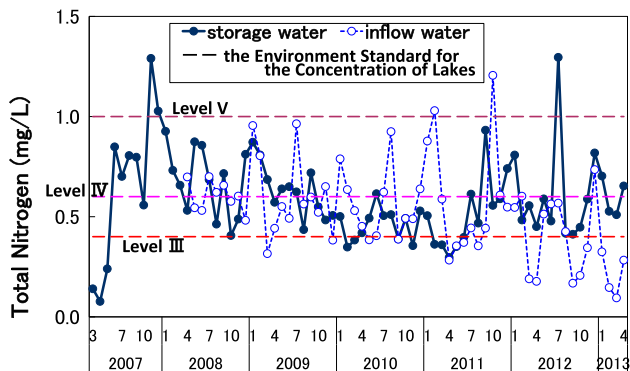 storage water inflow water
the Environment Standard for
the Concentration of Lakes
Total Nitrogen (mg/L)
1.5
1.0
0.5
0.0
Level Ⅴ
Level Ⅳ
Level Ⅲ
3 7 10 1 4 7 10 1 4 7 10 1 4 7 10 1 4 7 10 1 4 7 10 1 4
2007 2008 2009 2010 2011 2012 2013